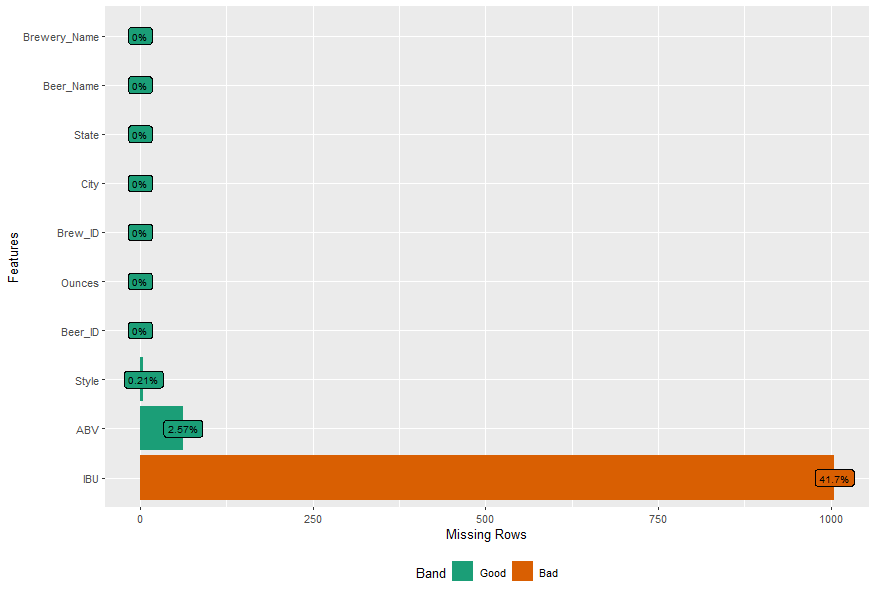 Features
Brewery_Name 0%
Beer_Name 0%
State 0%
City 0%
Brew_ID 0%
Ounces 0%
Beer_ID 0%
Style 0.21%
ABV 2.57%
IBU 41.7%
0 250 500 750 1000
Missing Rows
Band Good Bad